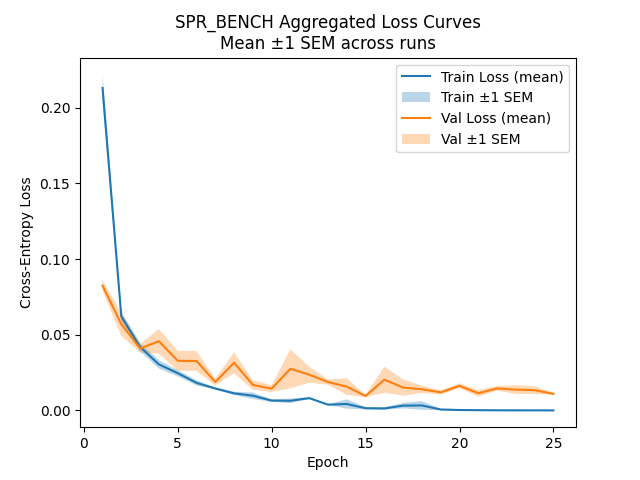 SPR_BENCH Aggregated Loss Curves
Mean ±1 SEM across runs
Train Loss (mean)
Train ±1 SEM
Val Loss (mean)
Val ±1 SEM
Cross-Entropy Loss
0.20
0.15
0.10
0.05
0.00
0
5
10
15
20
25
Epoch